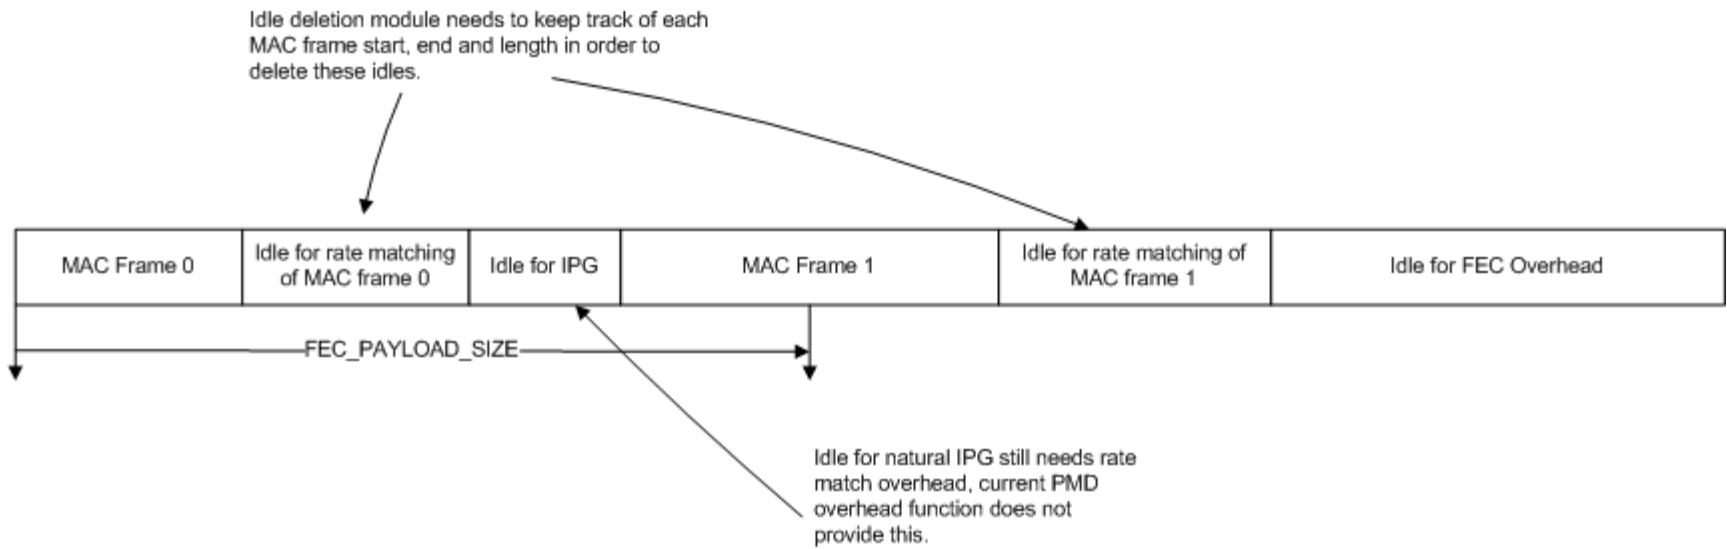 Idle deletion module needs to keep track of each
MAC frame start, end and length in order to
delete these idles.
MAC Frame 0
Idle for rate matching
of MAC frame 0
Idle for IPG
MAC Frame 1
Idle for rate matching of
MAC frame 1
Idle for FEC Overhead
FEC_PAYLOAD_SIZE
Idle for natural IPG still needs rate
match overhead, current PMD
overhead function does not
provide this.